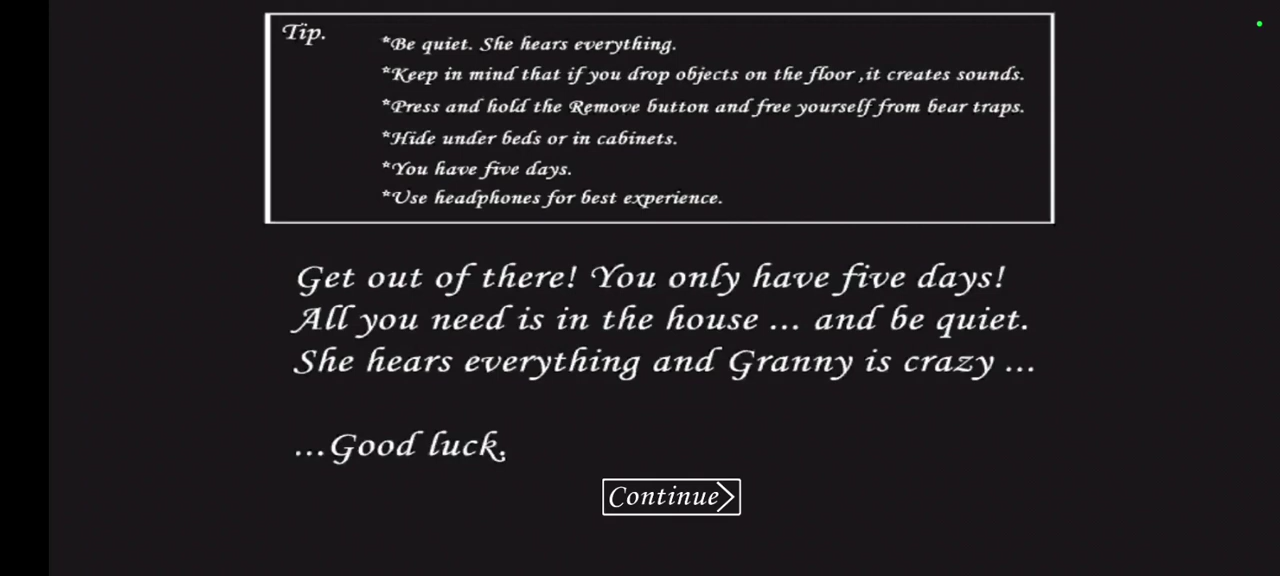 Tip.
*Be quiet. She hears everything.
*Keep in mind that if you drop objects on the floor ,it creates sounds.
*Press and hold the Remove button and free yourself from bear traps.
*Hide under beds or in cabinets.
*You have five days.
*Use headphones for best experience.
Get out of there! You only have five days!
All you need is in the house ... and be quiet.
She hears everything and Granny is crazy ...
...Good luck.
Continue>